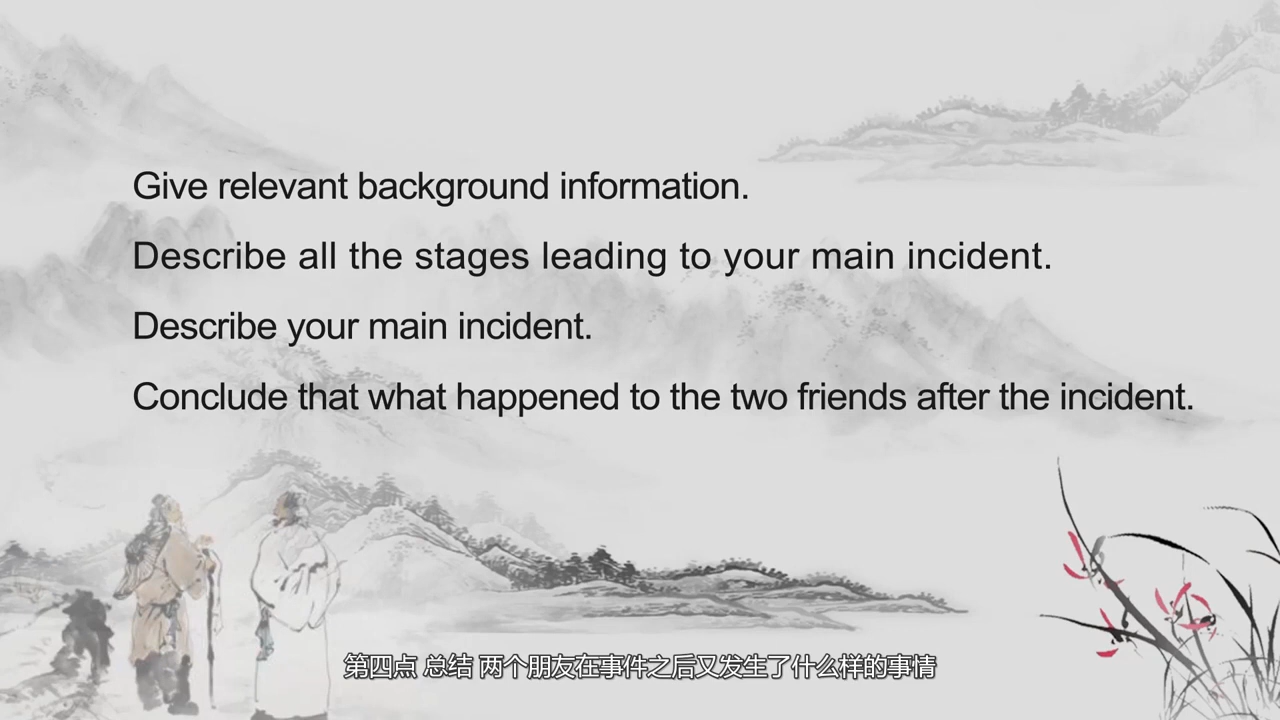 Give relevant background information.
Describe all the stages leading to your main incident.
Describe your main incident.
Conclude that what happened to the two friends after the incident.
第四点 总结 两个朋友在事件之后又发生了什么样的事情